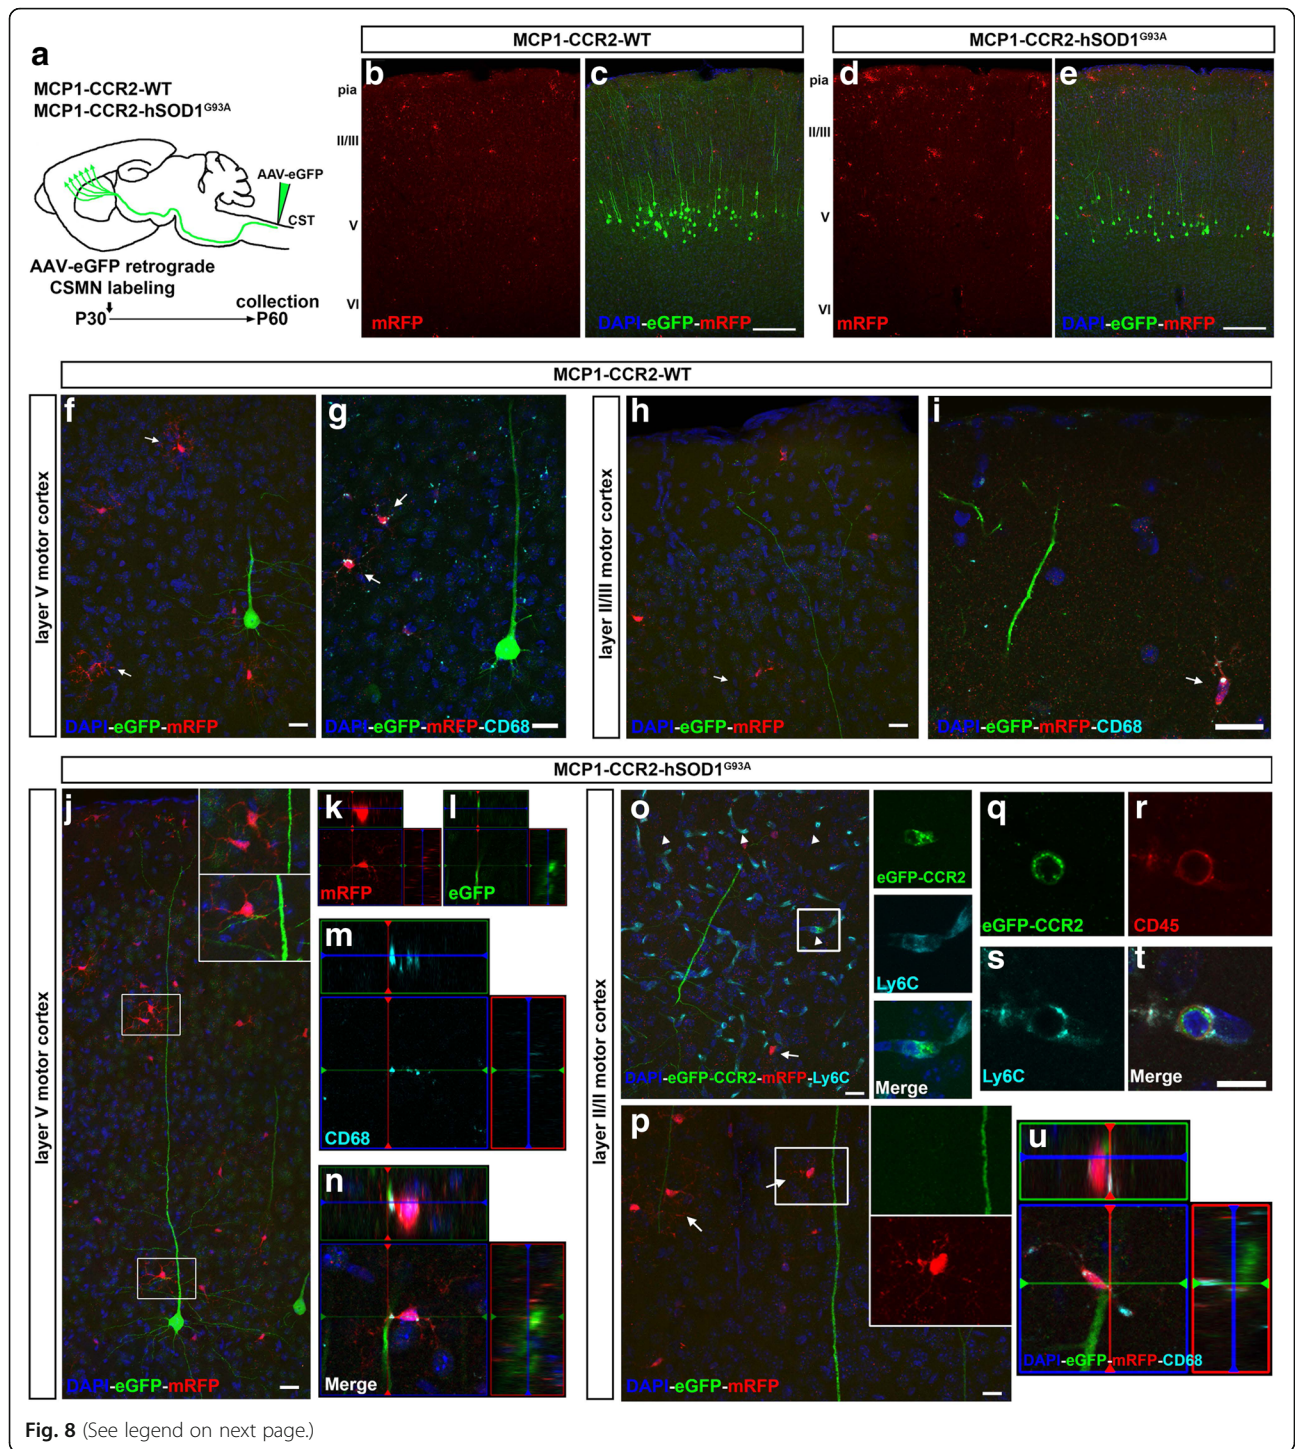 a
MCP1-CCR2-WT
MCP1-CCR2-hSOD1G93A
AAV-eGFP
CST
AAV-eGFP retrograde
CSMN labeling
collection
P30
P60
MCP1-CCR2-WT
MCP1-CCR2-hSOD1G93A
b
c
d
e
pia
II/III
V
VI
mRFP
DAPI-eGFP-mRFP
pia
II/III
V
VI
mRFP
DAPI-eGFP-mRFP
MCP1-CCR2-WT
layer V motor cortex
f
DAPI-eGFP-mRFP
g
DAPI-eGFP-mRFP-CD68
layer II/III motor cortex
h
DAPI-eGFP-mRFP
i
DAPI-eGFP-mRFP-CD68
MCP1-CCR2-hSOD1G93A
layer V motor cortex
j
DAPI-eGFP-mRFP
k
mRFP
l
eGFP
m
CD68
n
Merge
layer II/II motor cortex
o
DAPI-eGFP-CCR2-mRFP-Ly6C
eGFP-CCR2
Ly6C
Merge
q
eGFP-CCR2
r
CD45
s
Ly6C
t
Merge
p
DAPI-eGFP-mRFP
u
DAPI-eGFP-mRFP-CD68
Fig. 8 (See legend on next page.)